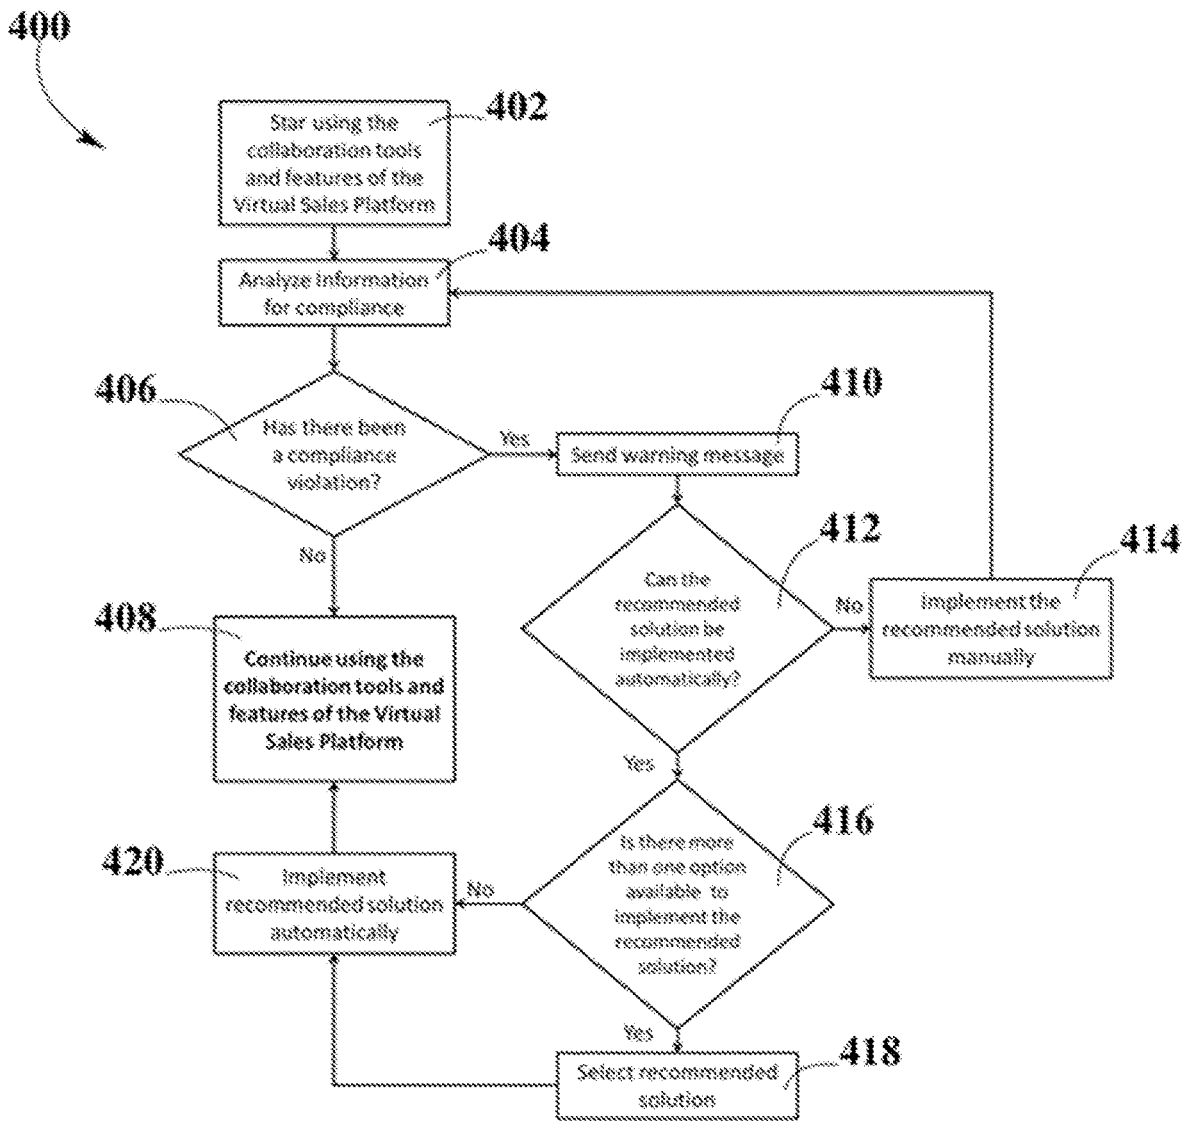 400
402
Star using the
collaboration tools
and features of the
Virtual Sales Platform
404
Analyze information
for compliance
406
Has there been
a compliance
violation?
Yes
410
Send warning message
No
412
Can the
recommended
solution be
implemented
automatically?
No
414
Implement the
recommended solution
manually
408
Continue using the
collaboration tools and
features of the Virtual
Sales Platform
Yes
416
Is there more
than one option
available to
implement the
recommended
solution?
No
420
Implement
recommended solution
automatically
Yes
418
Select recommended
solution